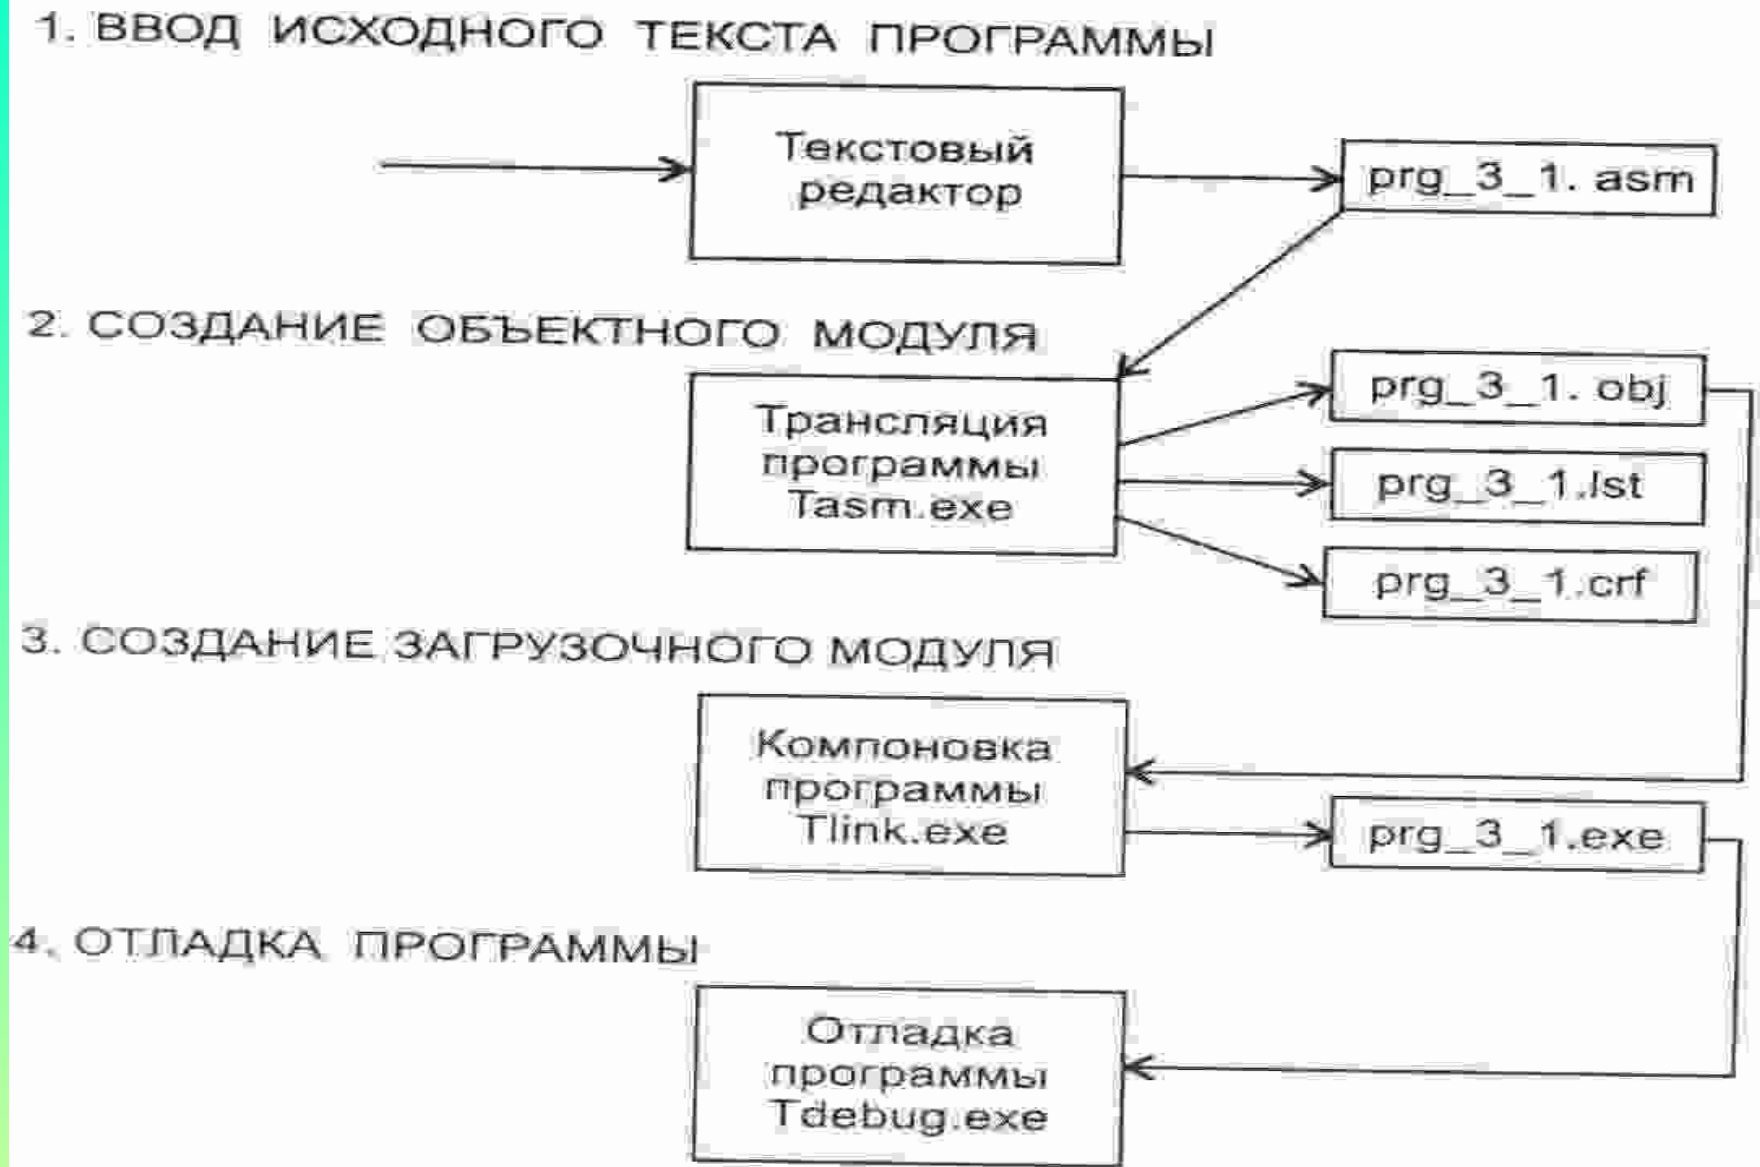 1. ВВОД ИСХОДНОГО ТЕКСТА ПРОГРАММЫ
Текстовый
редактор
prg_3_1. asm
2. СОЗДАНИЕ ОБЪЕКТНОГО МОДУЛЯ
Трансляция
программы
Tasm.exe
prg_3_1. obj
prg_3_1.lst
prg_3_1.crf
3. СОЗДАНИЕ ЗАГРУЗОЧНОГО МОДУЛЯ
Компоновка
программы
Tlink.exe
prg_3_1.exe
4. ОТЛАДКА ПРОГРАММЫ
Отладка
программы
Tdebug.exe